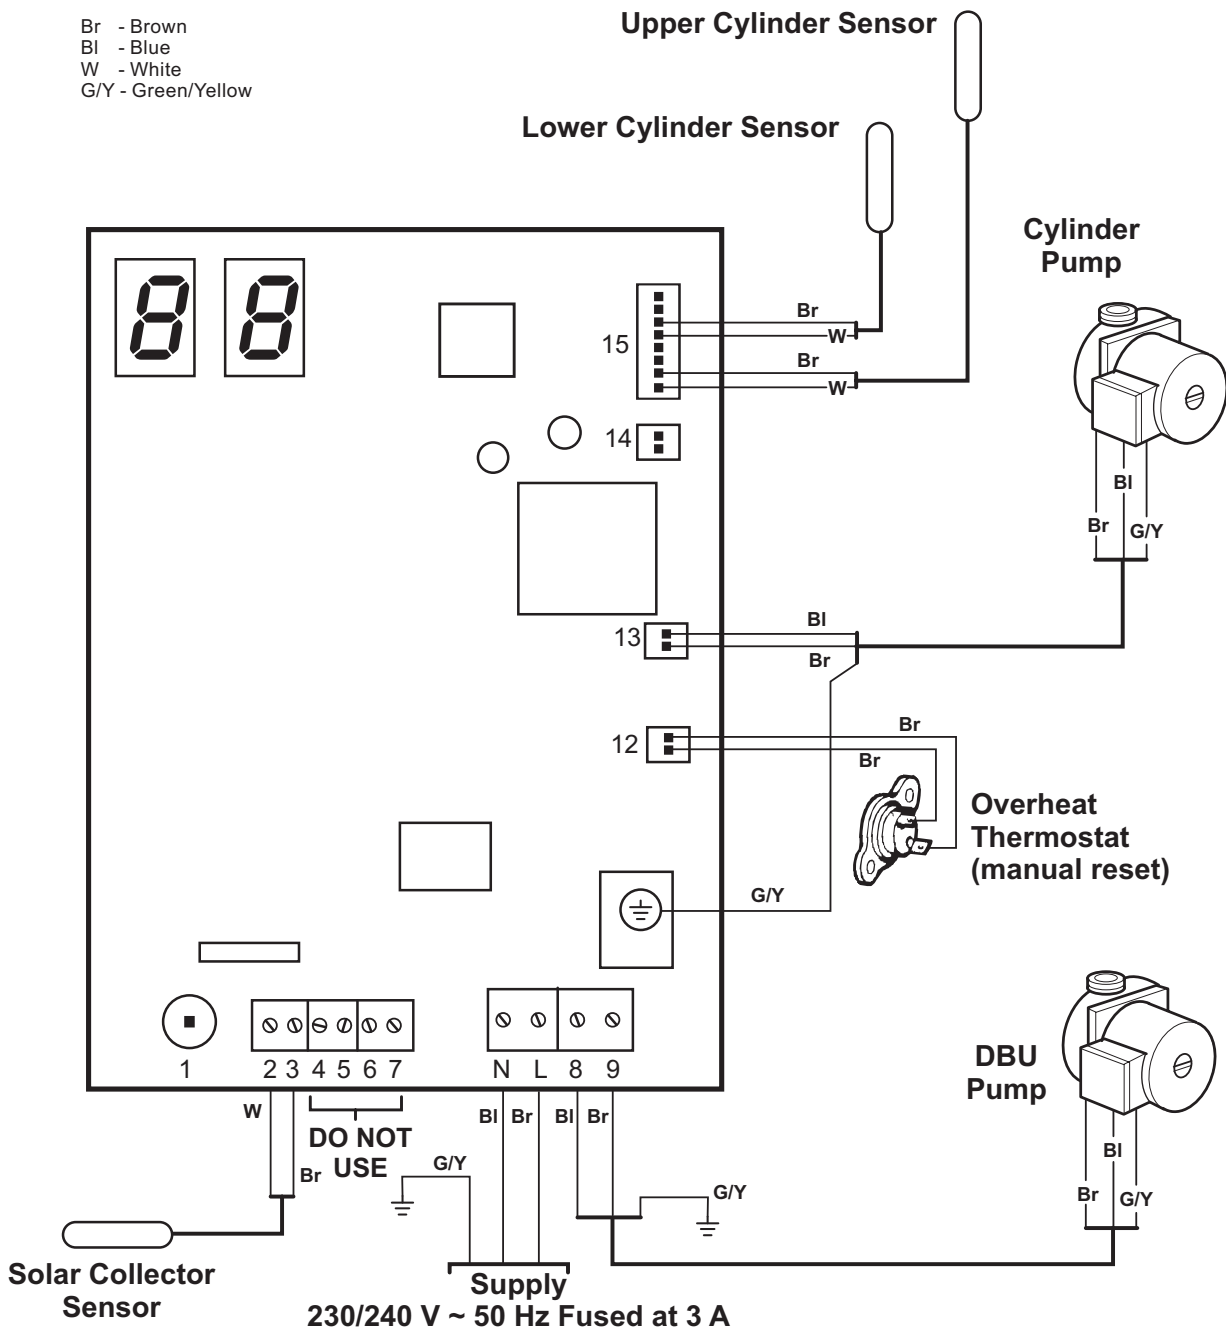 Br - Brown
Bl - Blue
W - White
G/Y - Green/Yellow
Upper Cylinder Sensor
Lower Cylinder Sensor
Cylinder
Pump
15
Br
W
Br
W
14
Bl
Br
G/Y
13
Bl
Br
12
Br
Br
Overheat
Thermostat
(manual reset)
G/Y
DBU
Pump
1
2 3 4 5 6 7
N L 8 9
W
Br
DO NOT
USE
Bl Br Bl Br
G/Y
G/Y
Bl
Br
G/Y
Solar Collector
Sensor
Supply
230/240 V ~ 50 Hz Fused at 3 A